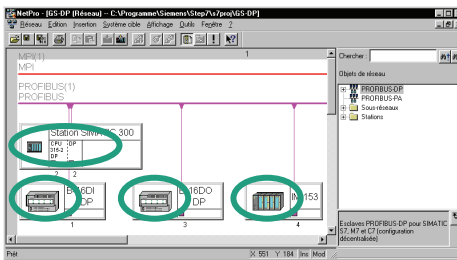 NetPro - [GS-DP (Réseau) -- C:\Programme\Siemens\Step7\s7proj\GS-DP]
Réseau Edition Insertion Système cible Affichage Outils Fenêtre ?
MPI(1)
MPI
1
PROFIBUS(1)
PROFIBUS
Station SIMATIC 300
CPU DP
315-2
DP
2 2
16DI
DP
1
16DO
DP
3
153
4
Chercher :
Objets de réseau
PROFIBUS-DP
PROFIBUS-PA
Sous-réseaux
Stations
Esclaves PROFIBUS-DP pour SIMATIC
S7, M7 et C7 (configuration
décentralisée)
Prêt
X 551 Y 184 Ins Mod